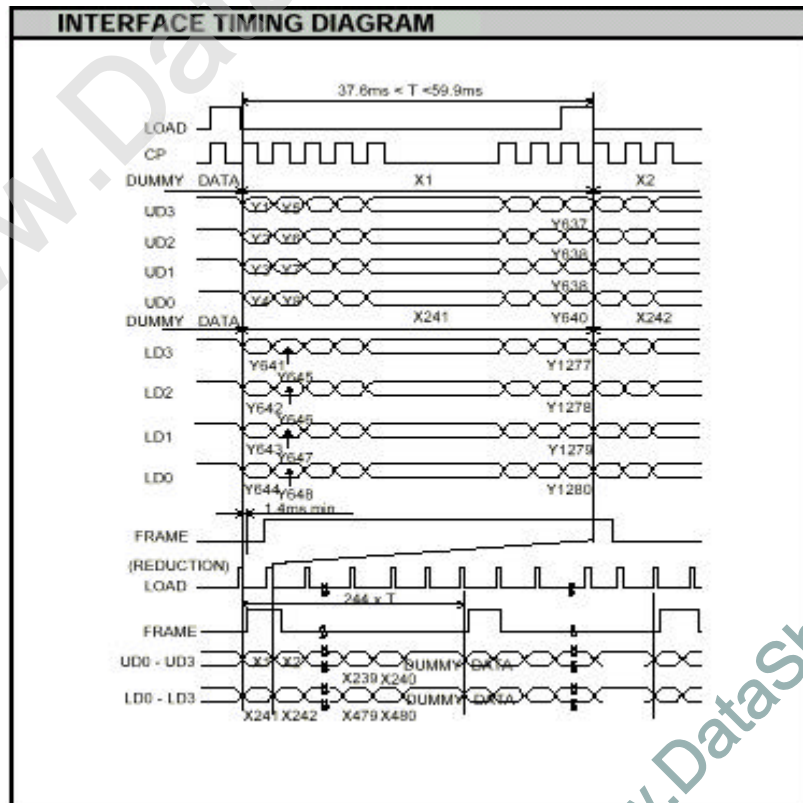 INTERFACE TIMING DIAGRAM
37.6ms < T <59.9ms
LOAD
CP
DUMMY DATA X1 X2
UD3 Y1 Y5 Y637
UD2 Y2 Y6 Y638
UD1 Y3 Y7 Y638
UD0 Y4 Y8 Y640
DUMMY DATA X241 X242
LD3 Y641 Y645 Y1277
LD2 Y642 Y646 Y1278
LD1 Y643 Y647 Y1279
LD0 Y644 Y648 Y1280
1.4ms min
FRAME
(REDUCTION)
LOAD
244 x T
FRAME
UD0 - UD3 X1 X2 DUMMY DATA
X239 X240
LD0 - LD3 DUMMY DATA
X241 X242 X479 X480
www.DataSh